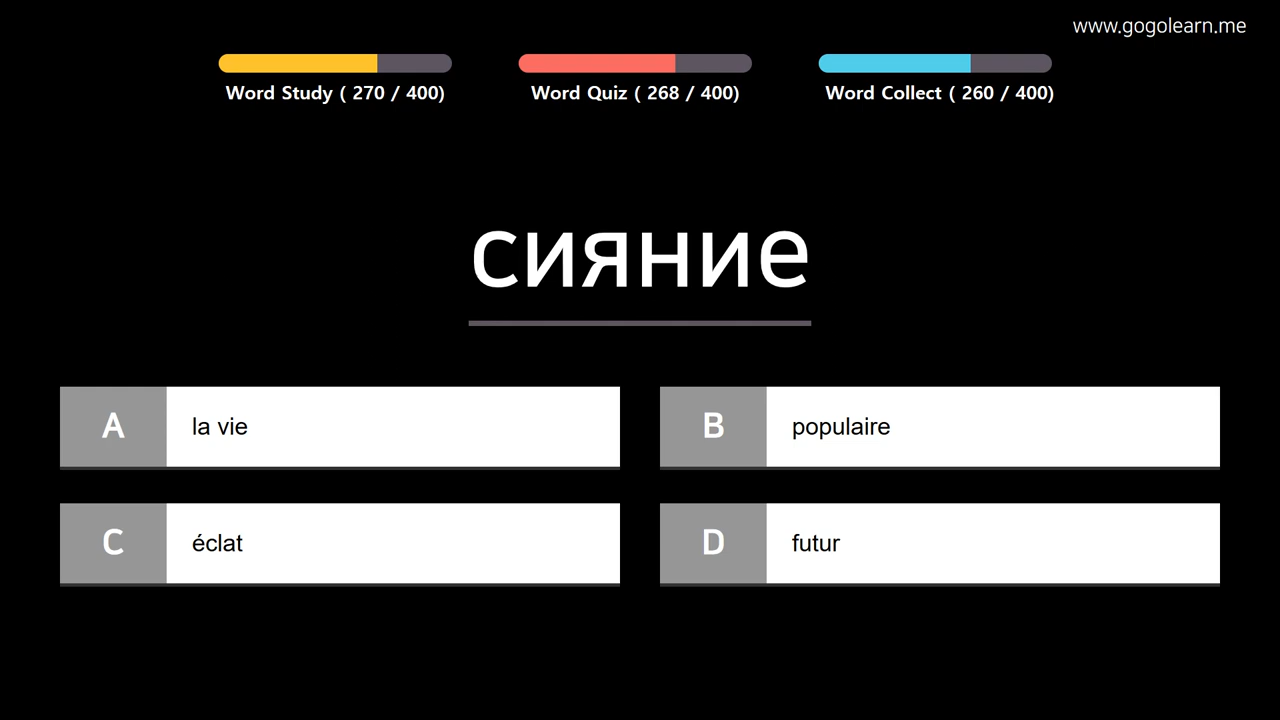 www.gogolearn.me
Word Study ( 270 / 400)
Word Quiz ( 268 / 400)
Word Collect ( 260 / 400)
сияние
A la vie
B populaire
C éclat
D futur